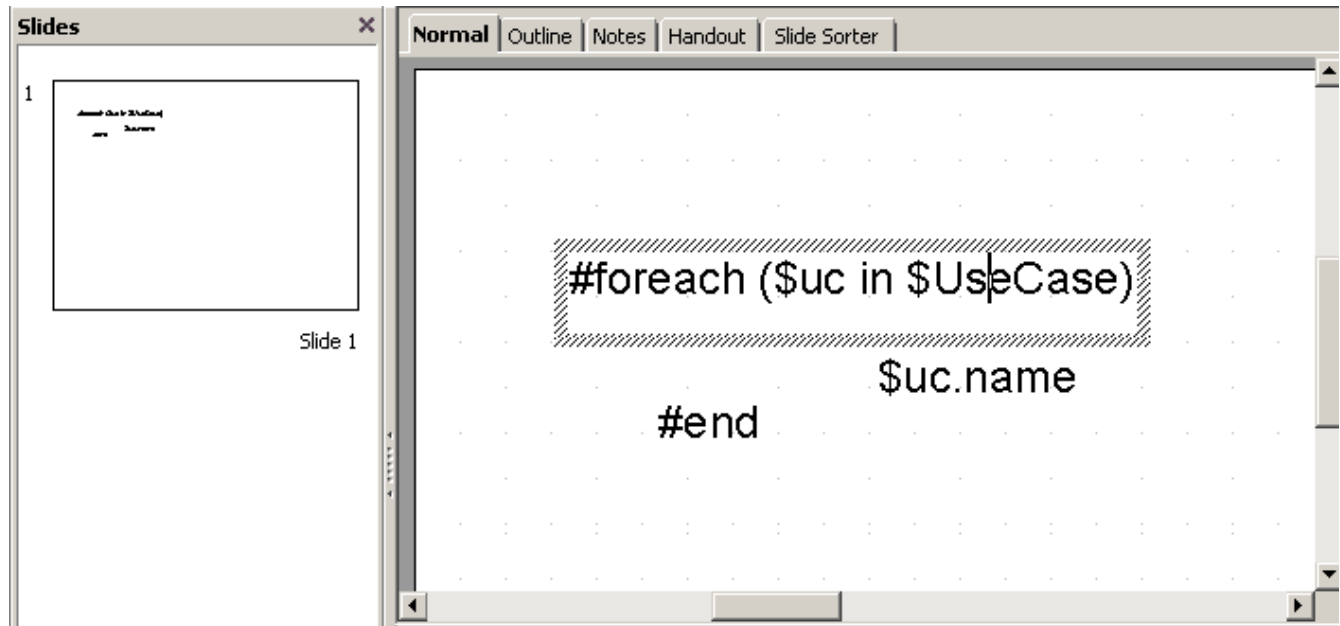 Slides
1
Slide 1
Normal Outline Notes Handout Slide Sorter
#foreach ($uc in $UseCase)
$uc.name
#end